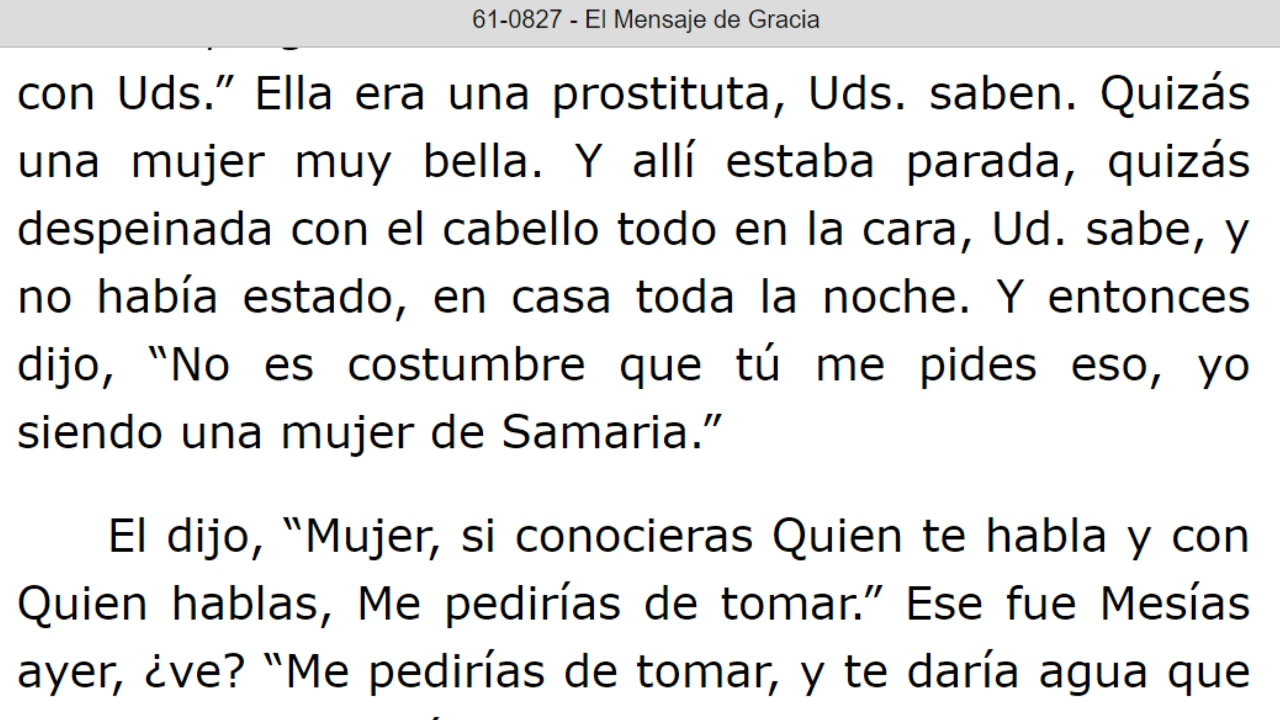 61-0827 - El Mensaje de Gracia
con Uds.” Ella era una prostituta, Uds. saben. Quizás
una mujer muy bella. Y allí estaba parada, quizás
despeinada con el cabello todo en la cara, Ud. sabe, y
no había estado, en casa toda la noche. Y entonces
dijo, “No es costumbre que tú me pides eso, yo
siendo una mujer de Samaria.”
El dijo, “Mujer, si conocieras Quien te habla y con
Quien hablas, Me pedirías de tomar.” Ese fue Mesías
ayer, ¿ve? “Me pedirías de tomar, y te daría agua que